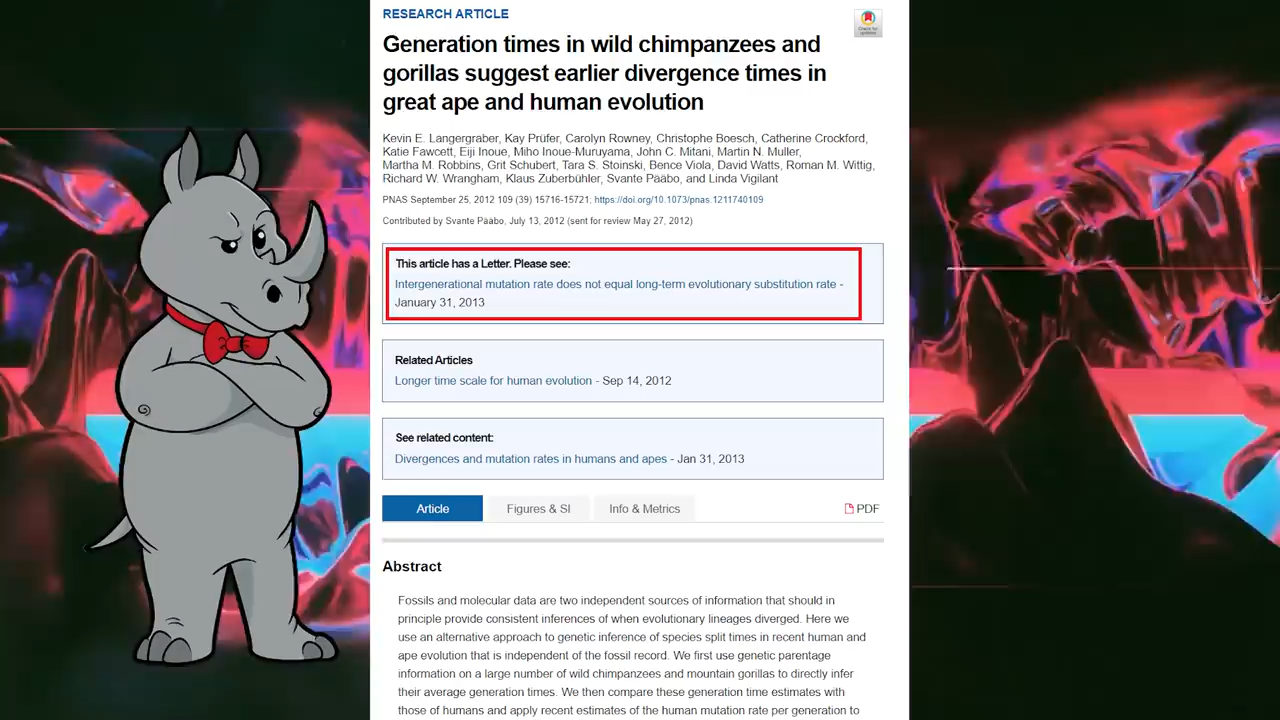 RESEARCH ARTICLE
Check for
updates
Generation times in wild chimpanzees and
gorillas suggest earlier divergence times in
great ape and human evolution
Kevin E. Langergraber, Kay Prüfer, Carolyn Rowney, Christophe Boesch, Catherine Crockford,
Katie Fawcett, Eiji Inoue, Miho Inoue-Muruyama, John C. Mitani, Martin N. Muller,
Martha M. Robbins, Grit Schubert, Tara S. Stoinski, Bence Viola, David Watts, Roman M. Wittig,
Richard W. Wrangham, Klaus Zuberbühler, Svante Pääbo, and Linda Vigilant
PNAS September 25, 2012 109 (39) 15716-15721; https://doi.org/10.1073/pnas.1211740109
Contributed by Svante Pääbo, July 13, 2012 (sent for review May 27, 2012)
This article has a Letter. Please see:
Intergenerational mutation rate does not equal long-term evolutionary substitution rate -
January 31, 2013
Related Articles
Longer time scale for human evolution - Sep 14, 2012
See related content:
Divergences and mutation rates in humans and apes - Jan 31, 2013
Article Figures & SI Info & Metrics PDF
Abstract
Fossils and molecular data are two independent sources of information that should in
principle provide consistent inferences of when evolutionary lineages diverged. Here we
use an alternative approach to genetic inference of species split times in recent human and
ape evolution that is independent of the fossil record. We first use genetic parentage
information on a large number of wild chimpanzees and mountain gorillas to directly infer
their average generation times. We then compare these generation time estimates with
those of humans and apply recent estimates of the human mutation rate per generation to